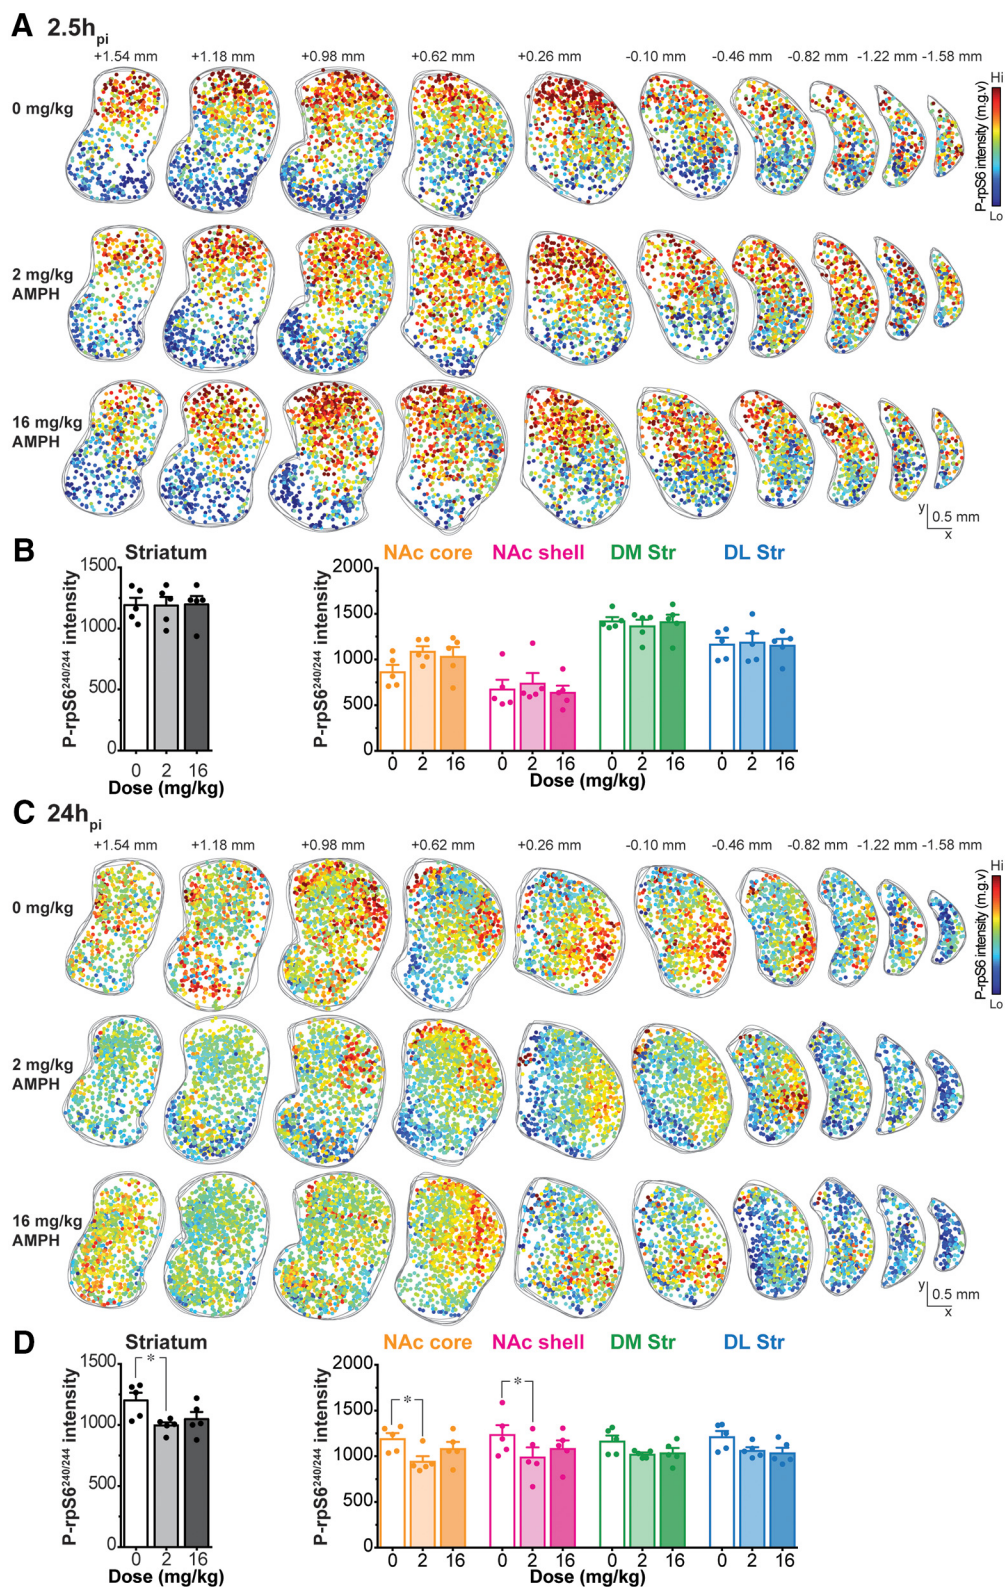 A 2.5hpi
+1.54 mm +1.18 mm +0.98 mm +0.62 mm +0.26 mm -0.10 mm -0.46 mm -0.82 mm -1.22 mm -1.58 mm
0 mg/kg
Hi
P-rpS6 intensity (m.g.v)
Lo
2 mg/kg
AMPH
16 mg/kg
AMPH
y
0.5 mm
x
B
Striatum
P-rpS6240/244 intensity
1500
1000
500
0
0 2 16
Dose (mg/kg)
NAc core NAc shell DM Str DL Str
P-rpS6240/244 intensity
2000
1500
1000
500
0
0 2 16 0 2 16 0 2 16 0 2 16
Dose (mg/kg)
C 24hpi
+1.54 mm +1.18 mm +0.98 mm +0.62 mm +0.26 mm -0.10 mm -0.46 mm -0.82 mm -1.22 mm -1.58 mm
0 mg/kg
Hi
P-rpS6 intensity (m.g.v)
Lo
2 mg/kg
AMPH
16 mg/kg
AMPH
y
0.5 mm
x
D
Striatum
P-rpS6240/244 intensity
1500
1000
500
0
*
0 2 16
Dose (mg/kg)
NAc core NAc shell DM Str DL Str
P-rpS6240/244 intensity
2000
1500
1000
500
0
* *
0 2 16 0 2 16 0 2 16 0 2 16
Dose (mg/kg)